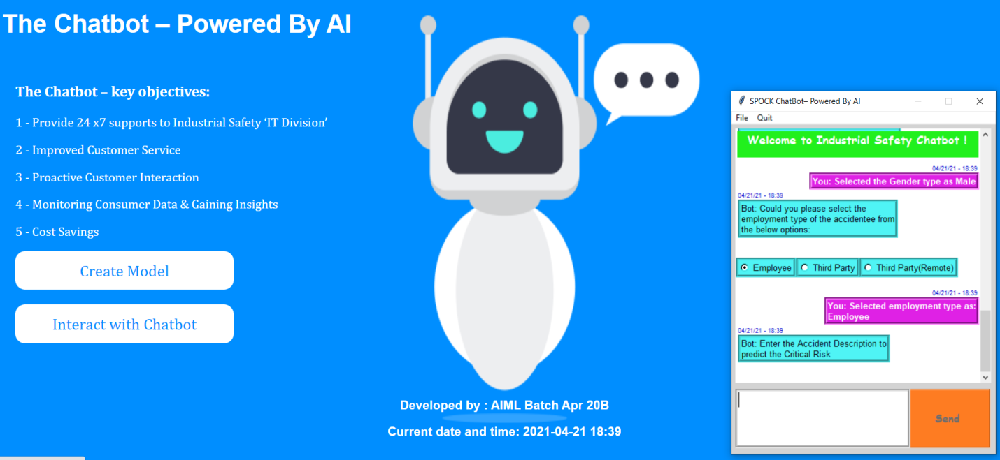 The Chatbot – Powered By AI
The Chatbot – key objectives:
1 - Provide 24 x7 supports to Industrial Safety ‘IT Division’
2 - Improved Customer Service
3 - Proactive Customer Interaction
4 - Monitoring Consumer Data & Gaining Insights
5 - Cost Savings
Create Model
Interact with Chatbot
Developed by : AIML Batch Apr 20B
Current date and time: 2021-04-21 18:39
SPOCK ChatBot– Powered By AI
File Quit
Welcome to Industrial Safety Chatbot !
04/21/21 - 18:39
You: Selected the Gender type as Male
04/21/21 - 18:39
Bot: Could you please select the
employment type of the accidentee from
the below options:
Employee Third Party Third Party(Remote)
04/21/21 - 18:39
You: Selected employment type as:
Employee
04/21/21 - 18:39
Bot: Enter the Accident Description to
predict the Critical Risk
Send